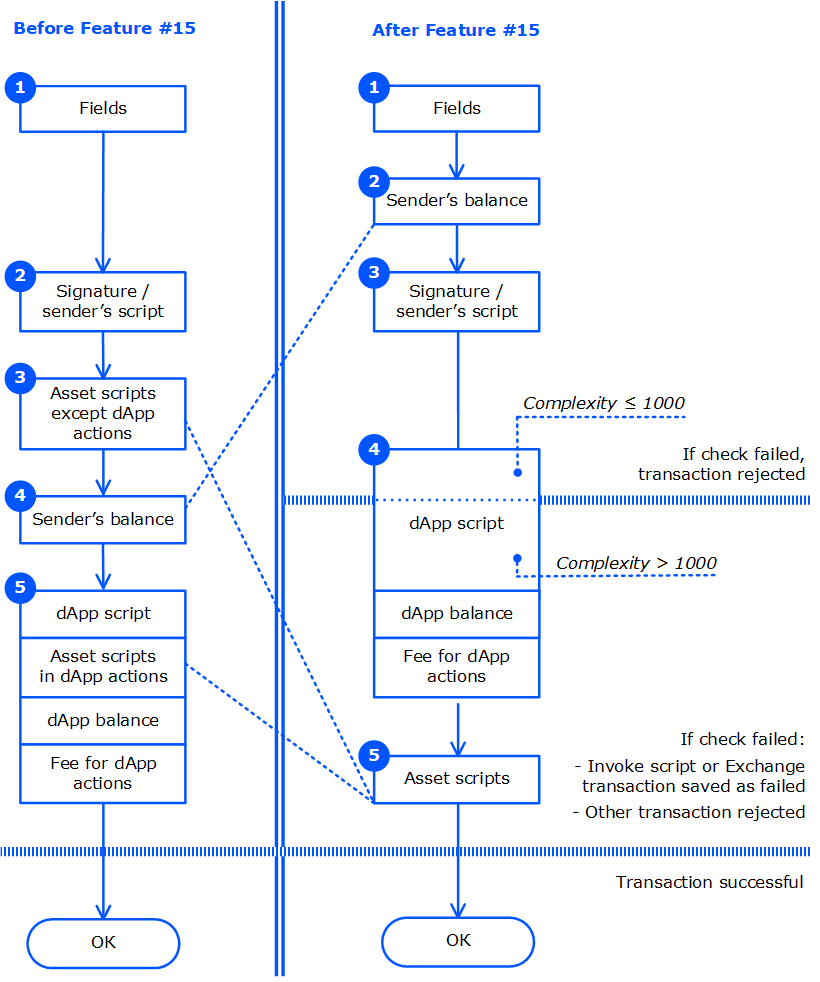 Before Feature #15
1
Fields
2
Signature /
sender’s script
3
Asset scripts
except dApp
actions
4
Sender’s balance
5
dApp script
Asset scripts
in dApp actions
dApp balance
Fee for dApp
actions
OK
After Feature #15
1
Fields
2
Sender’s balance
3
Signature /
sender’s script
Complexity ≤ 1000
4
If check failed,
transaction rejected
dApp script
Complexity > 1000
dApp balance
Fee for dApp
actions
5
Asset scripts
If check failed:
- Invoke script or Exchange
transaction saved as failed
- Other transaction rejected
Transaction successful
OK